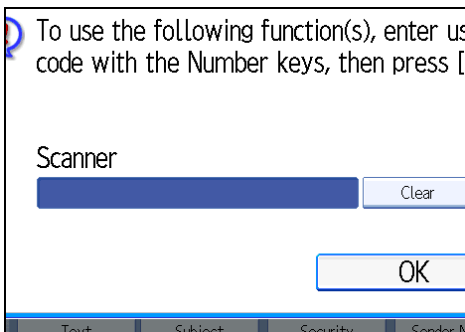 To use the following function(s), enter us
code with the Number keys, then press [
Scanner
Clear
OK
Text Subject Security Sender N